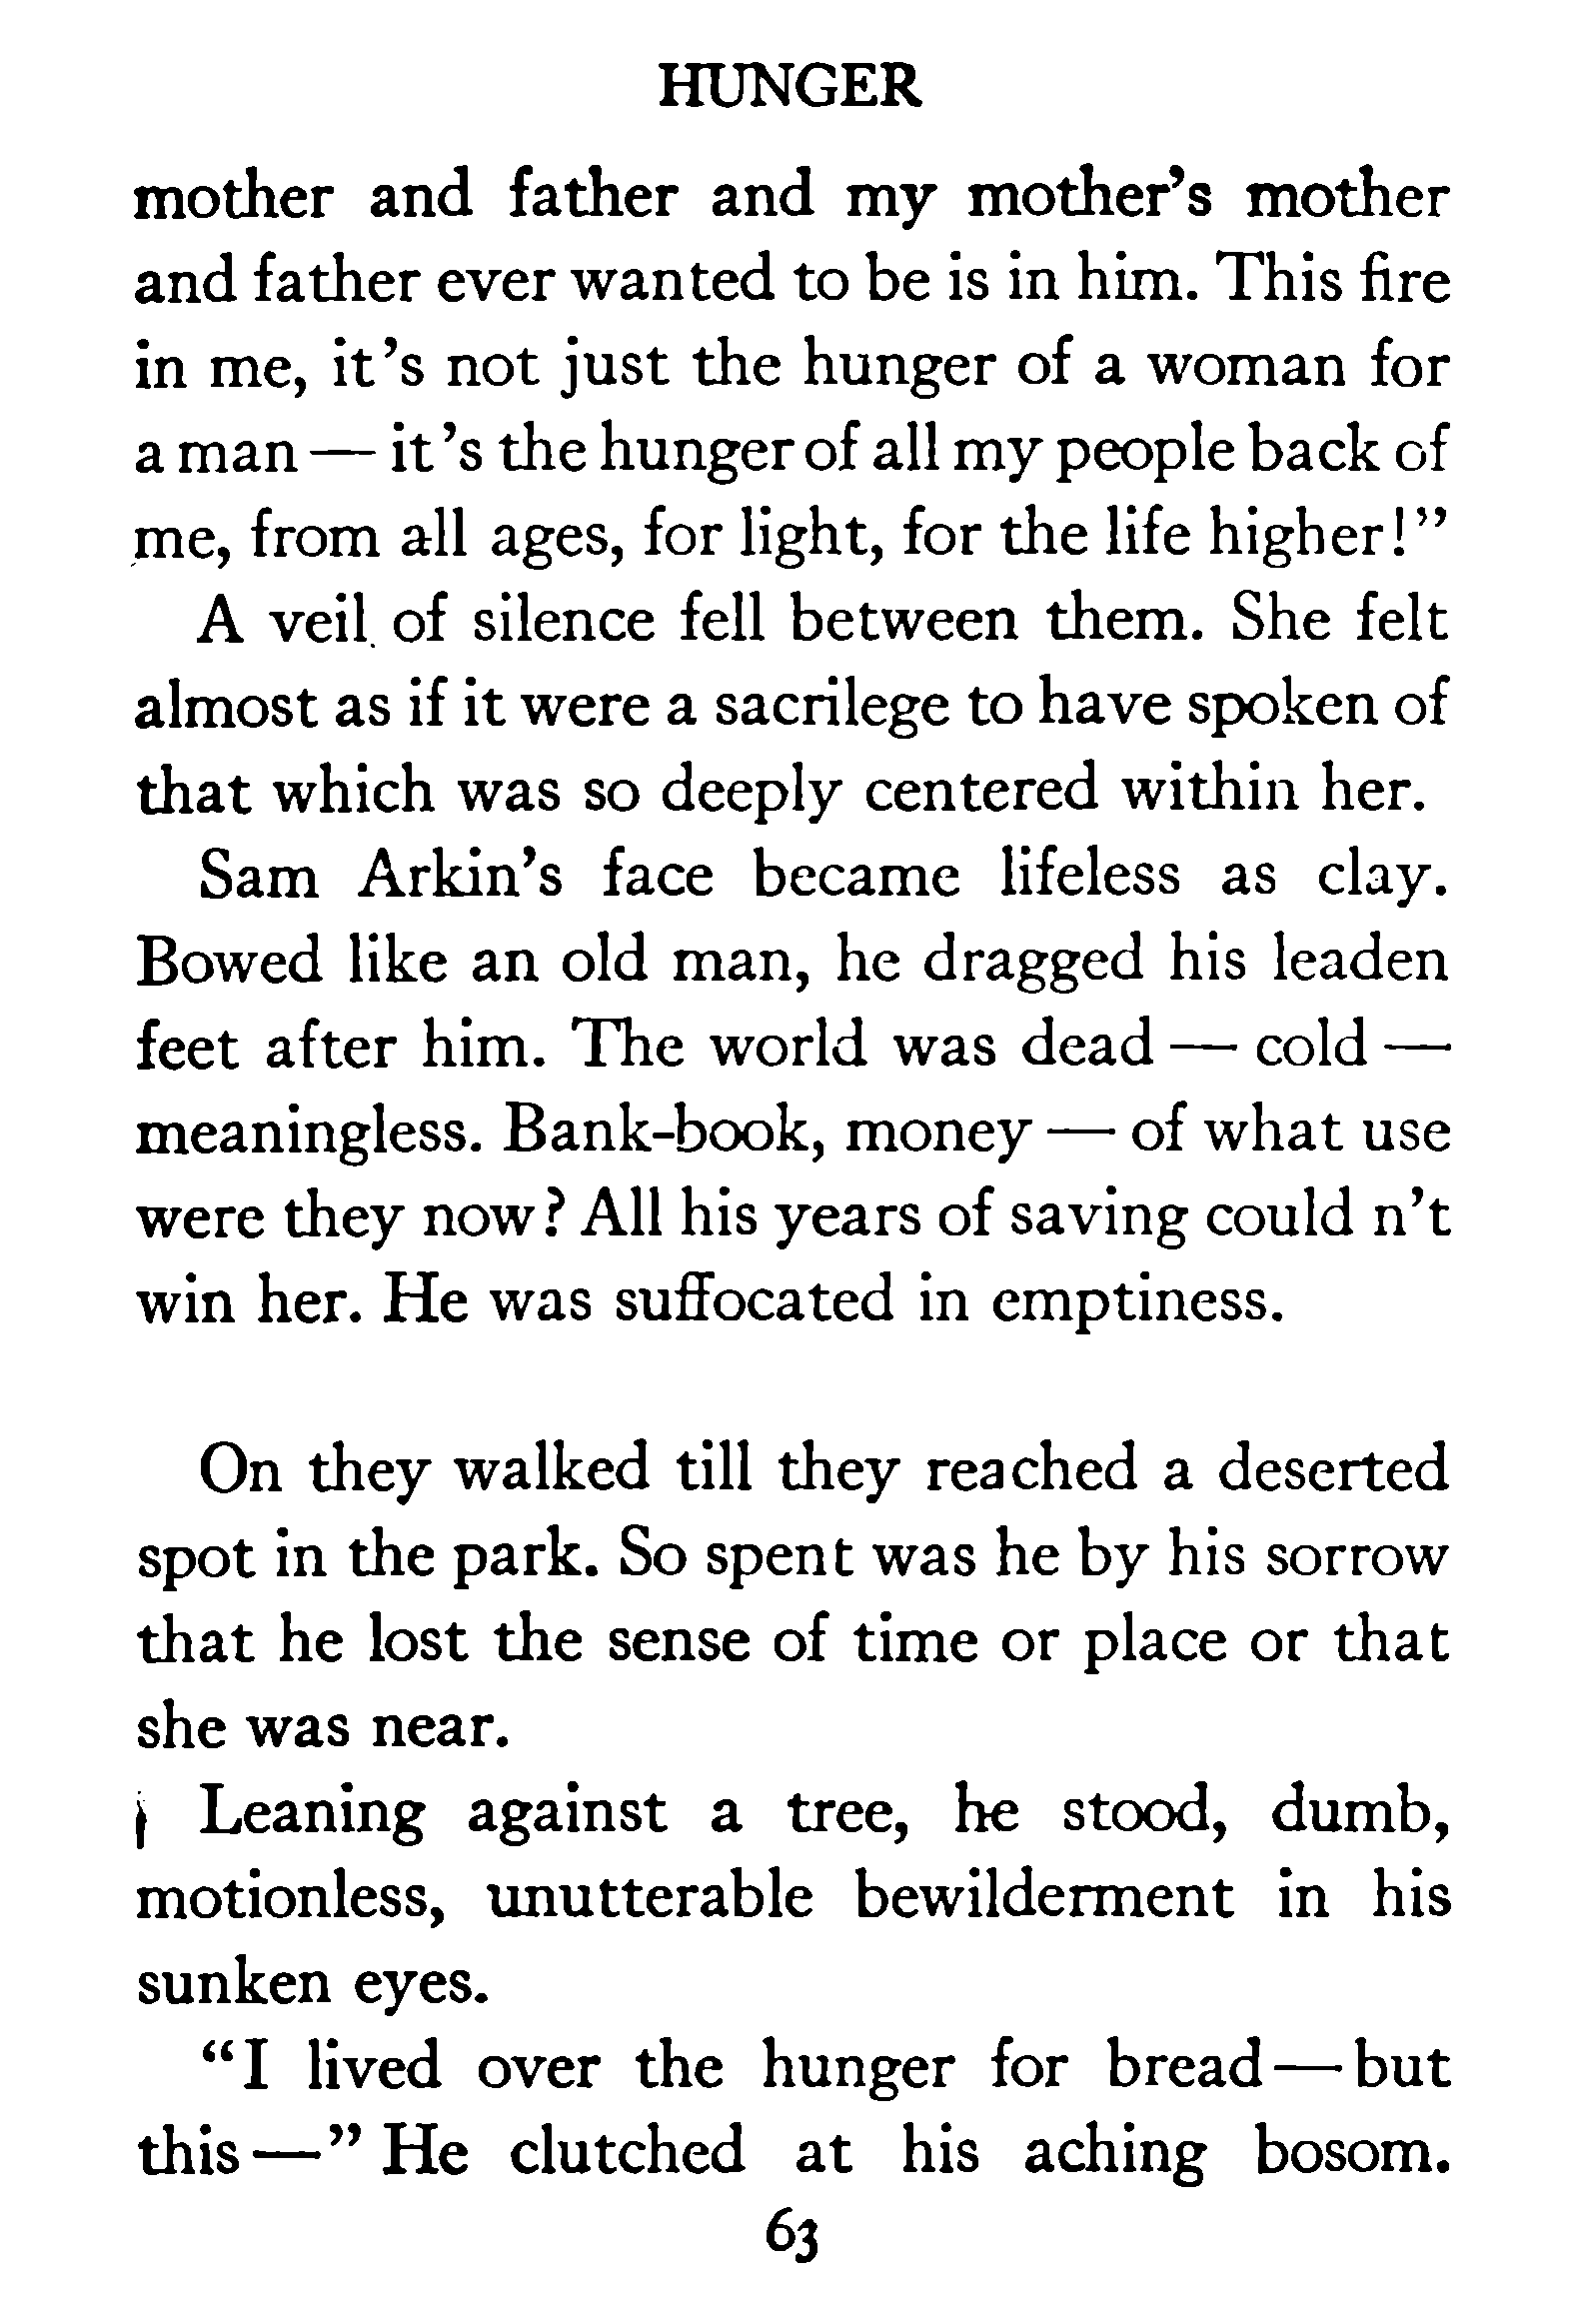 HUNGER
mother and father and my mother's mother
and father ever wanted to be is in him. This fire
in me, it's not just the hunger of a woman for
a man — it's the hunger of all my people back of
me, from all ages, for light, for the life higher!"
A veil of silence fell between them. She felt
almost as if it were a sacrilege to have spoken of
that which was so deeply centered within her.
Sam Arkin's face became lifeless as clay.
Bowed like an old man, he dragged his leaden
feet after him. The world was dead — cold —
meaningless. Bank-book, money — of what use
were they now? All his years of saving could n't
win her. He was suffocated in emptiness.
On they walked till they reached a deserted
spot in the park. So spent was he by his sorrow
that he lost the sense of time or place or that
she was near.
Leaning against a tree, he stood, dumb,
motionless, unutterable bewilderment in his
sunken eyes.
"I lived over the hunger for bread — but
this —" He clutched at his aching bosom.
63